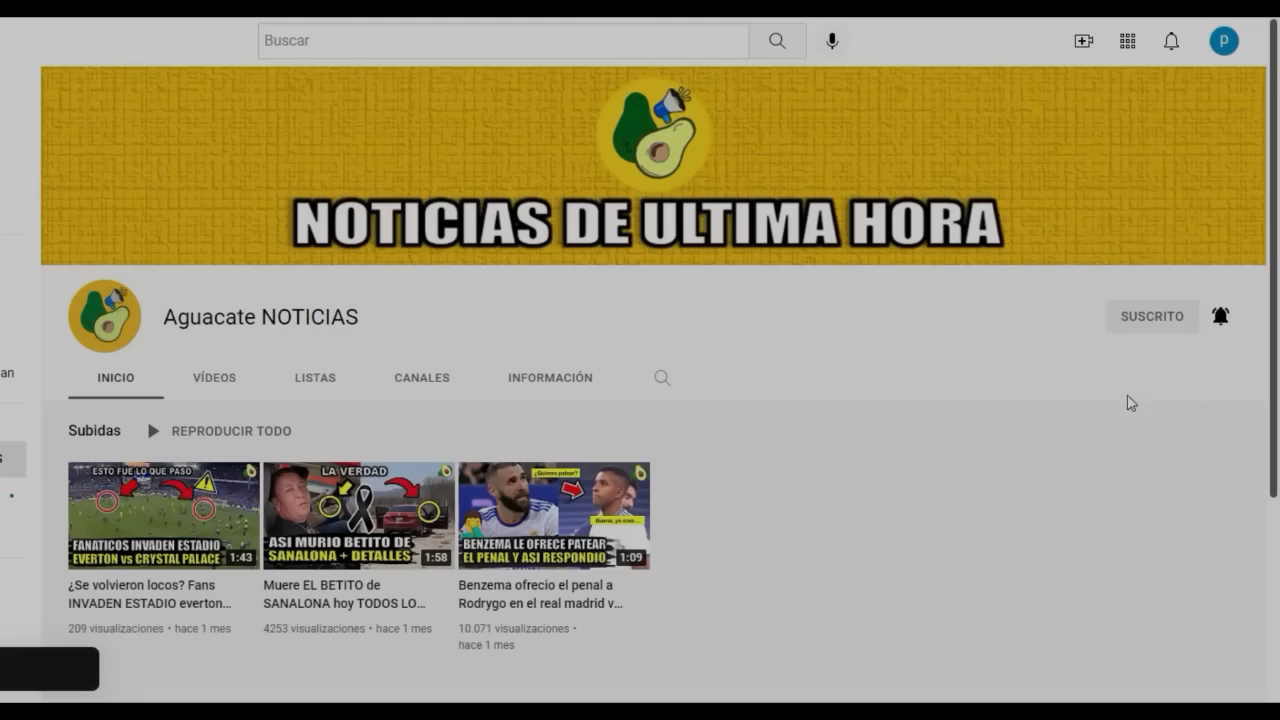 Buscar
p
NOTICIAS DE ULTIMA HORA
Aguacate NOTICIAS
SUSCRITO
INICIO
VÍDEOS
LISTAS
CANALES
INFORMACIÓN
an
S
Subidas
REPRODUCIR TODO
ESTO FUE LO QUE PASO
FANATICOS INVADEN ESTADIO
EVERTON vs CRYSTAL PALACE
1:43
LA VERDAD
ASI MURIO BETITO DE
SANALONA + DETALLES
1:58
¿Quieres patear?
Bueno, yo creo...
BENZEMA LE OFRECE PATEAR
EL PENAL Y ASI RESPONDIO
1:09
¿Se volvieron locos? Fans
INVADEN ESTADIO everton...
209 visualizaciones • hace 1 mes
Muere EL BETITO de
SANALONA hoy TODOS LO...
4253 visualizaciones • hace 1 mes
Benzema ofrecio el penal a
Rodrygo en el real madrid v...
10.071 visualizaciones •
hace 1 mes